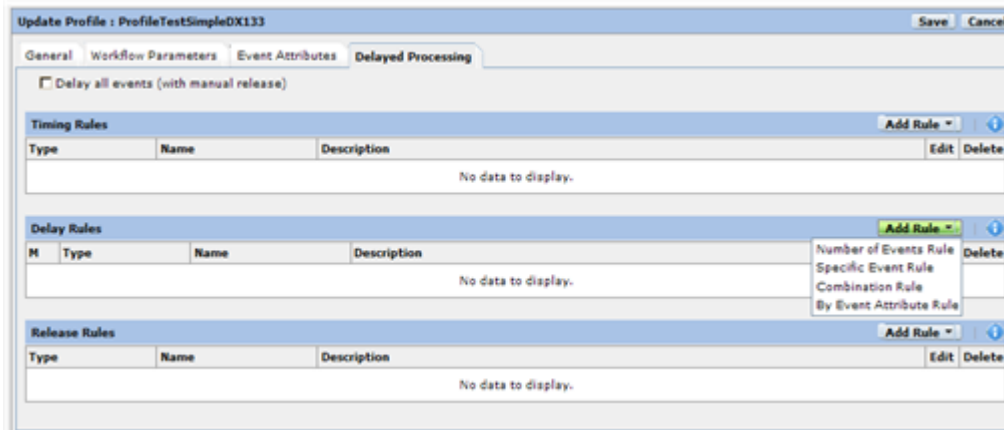 Update Profile : ProfileTestSimpleDX133 Save Cancel
General Workflow Parameters Event Attributes Delayed Processing
Delay all events (with manual release)
Timing Rules Add Rule
Type Name Description Edit Delete
No data to display.
Delay Rules Add Rule
M Type Name Description Delete
Number of Events Rule
Specific Event Rule
No data to display.
Combination Rule
By Event Attribute Rule
Release Rules Add Rule
Type Name Description Edit Delete
No data to display.